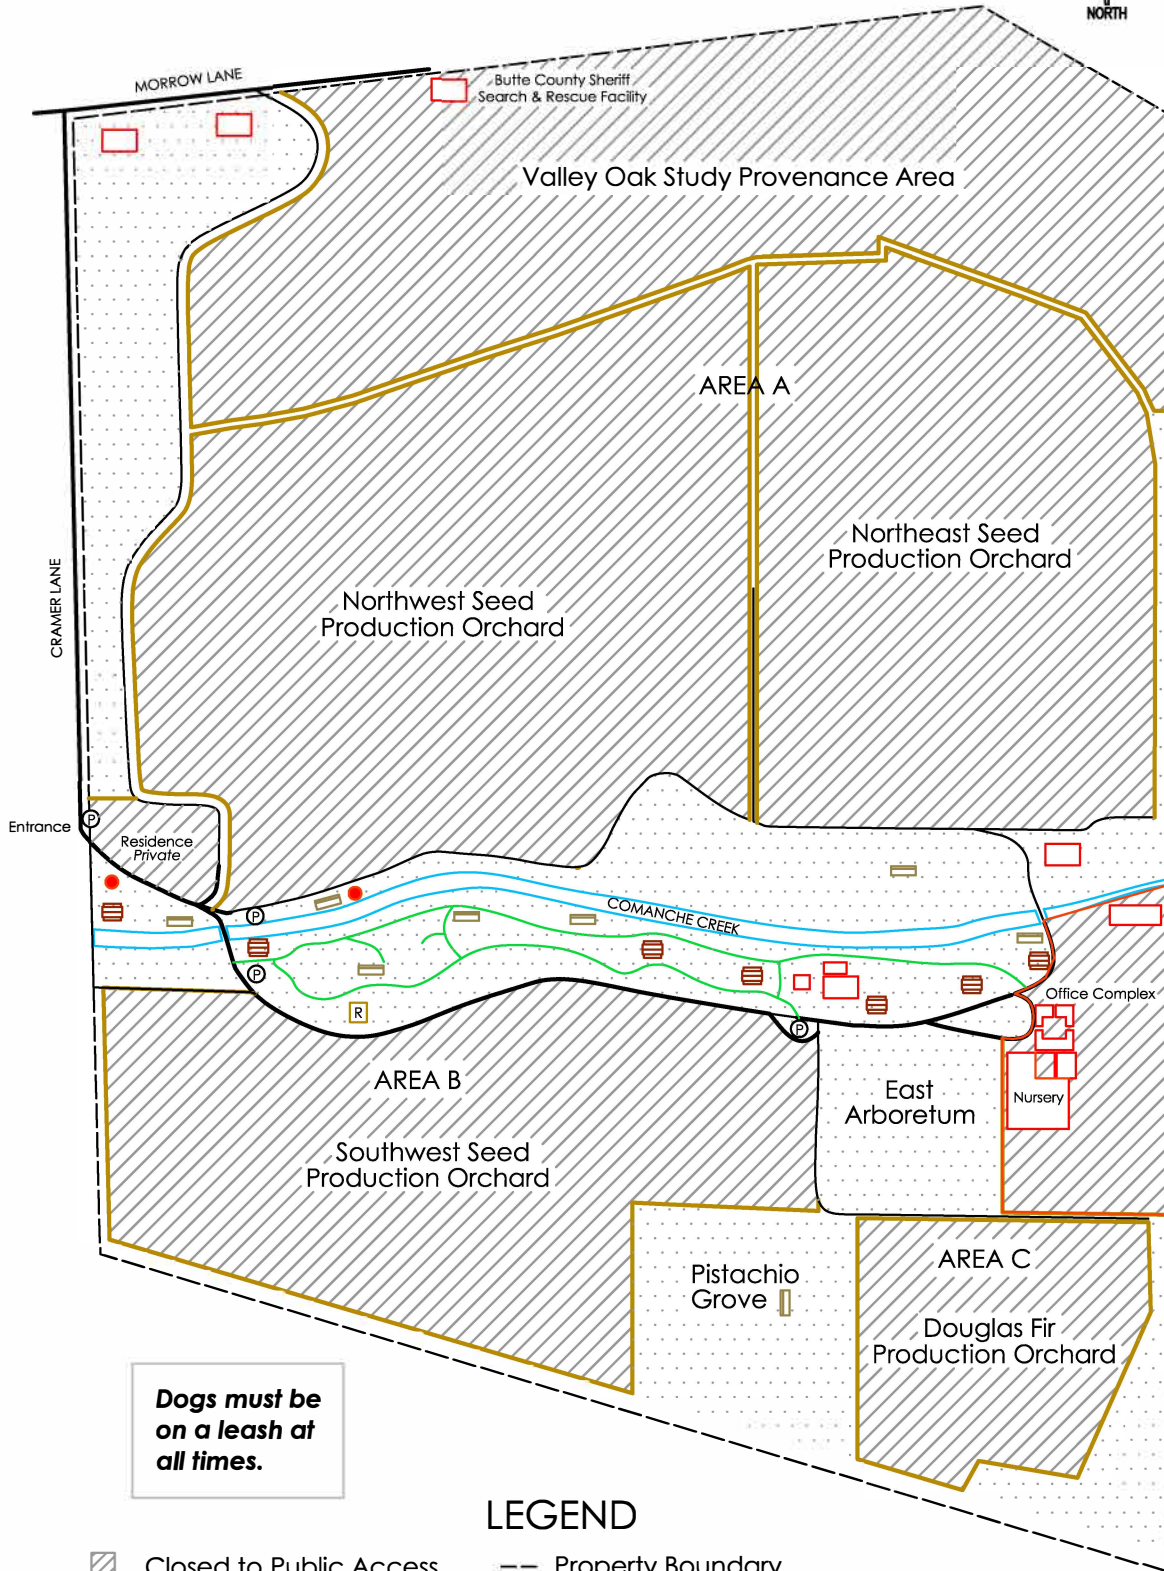 NORTH
MORROW LANE
Butte County Sheriff
Search & Rescue Facility
Valley Oak Study Provenance Area
AREA A
Northeast Seed
Production Orchard
CRAMER LANE
Northwest Seed
Production Orchard
Entrance
P
Residence
Private
P
COMANCHE CREEK
P
Office Complex
R
P
AREA B
East
Arboretum
Nursery
Southwest Seed
Production Orchard
AREA C
Pistachio
Grove
Douglas Fir
Production Orchard
Dogs must be
on a leash at
all times.
LEGEND
Closed to Public Access
Property Boundary